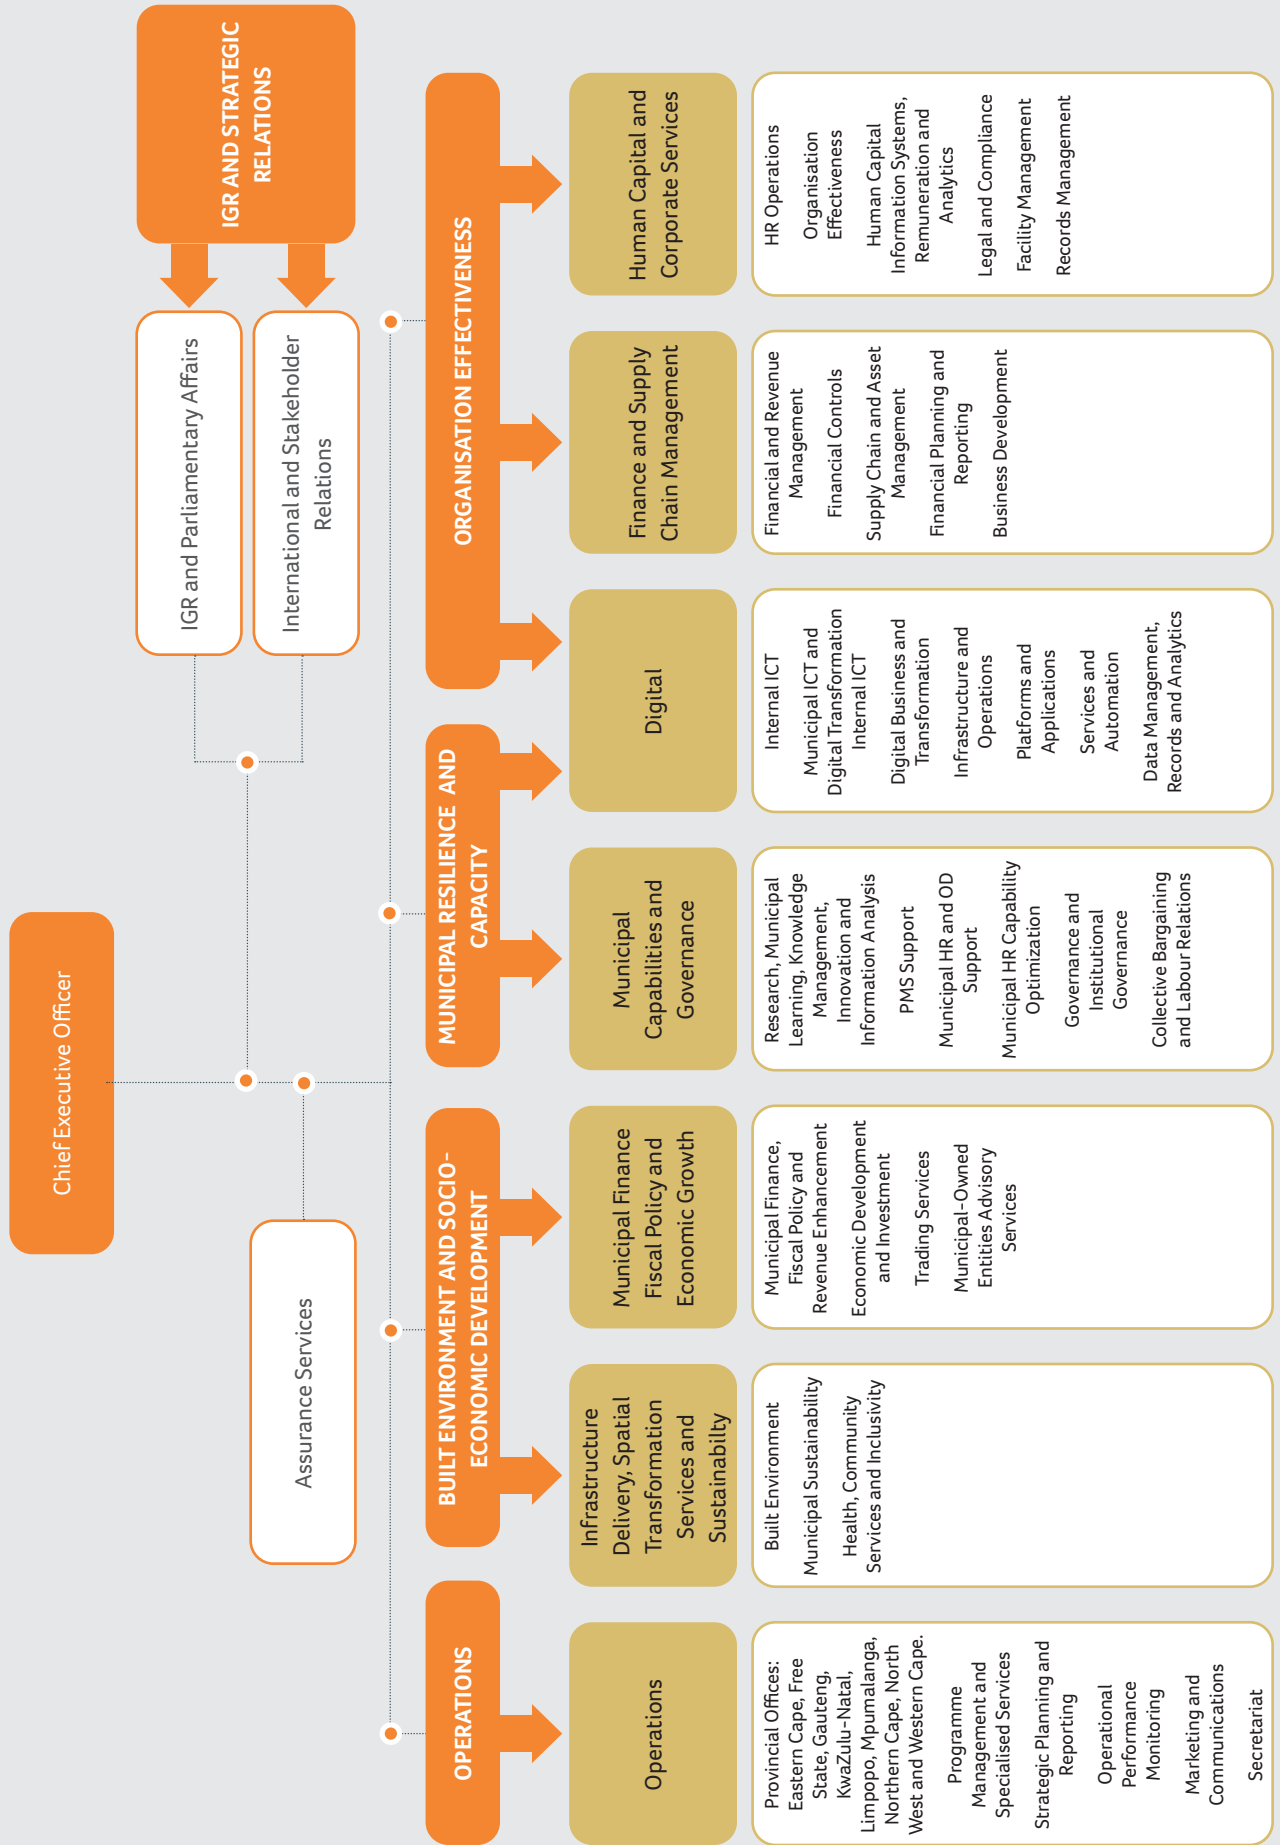 Chief Executive Officer
IGR AND STRATEGIC
RELATIONS
IGR and Parliamentary Affairs
International and Stakeholder
Relations
Assurance Services
OPERATIONS
BUILT ENVIRONMENT AND SOCIO-
ECONOMIC DEVELOPMENT
MUNICIPAL RESILIENCE AND
CAPACITY
ORGANISATION EFFECTIVENESS
Operations
Infrastructure
Delivery, Spatial
Transformation
Services and
Sustainabilty
Municipal Finance
Fiscal Policy and
Economic Growth
Municipal
Capabilities and
Governance
Digital
Finance and Supply
Chain Management
Human Capital and
Corporate Services
Provincial Offices:
Eastern Cape, Free
State, Gauteng,
KwaZulu-Natal,
Limpopo, Mpumalanga,
Northern Cape, North
West and Western Cape.
Programme
Management and
Specialised Services
Strategic Planning and
Reporting
Operational
Performance
Monitoring
Marketing and
Communications
Secretariat
Built Environment
Municipal Sustainability
Health, Community
Services and Inclusivity
Municipal Finance,
Fiscal Policy and
Revenue Enhancement
Economic Development
and Investment
Trading Services
Municipal-Owned
Entities Advisory
Services
Research, Municipal
Learning, Knowledge
Management,
Innovation and
Information Analysis
PMS Support
Municipal HR and OD
Support
Municipal HR Capability
Optimization
Governance and
Institutional
Governance
Collective Bargaining
and Labour Relations
Internal ICT
Municipal ICT and
Digital Transformation
Internal ICT
Digital Business and
Transformation
Infrastructure and
Operations
Platforms and
Applications
Services and
Automation
Data Management,
Records and Analytics
Financial and Revenue
Management
Financial Controls
Supply Chain and Asset
Management
Financial Planning and
Reporting
Business Development
HR Operations
Organisation
Effectiveness
Human Capital
Information Systems,
Remuneration and
Analytics
Legal and Compliance
Facility Management
Records Management